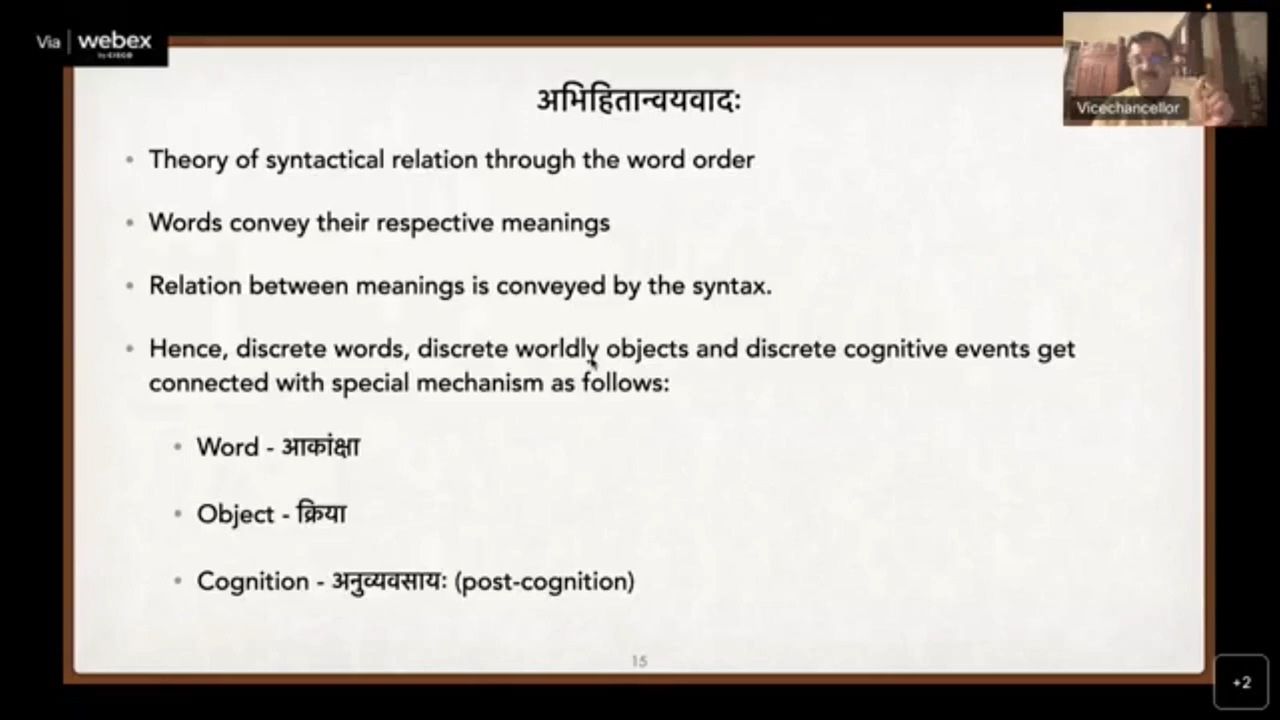 Via webex
by CISCO
Vicechancellor
अभिहितान्वयवादः
• Theory of syntactical relation through the word order
• Words convey their respective meanings
• Relation between meanings is conveyed by the syntax.
• Hence, discrete words, discrete worldly objects and discrete cognitive events get
connected with special mechanism as follows:
• Word - आकांक्षा
• Object - क्रिया
• Cognition - अनुव्यवसायः (post-cognition)
15
+2